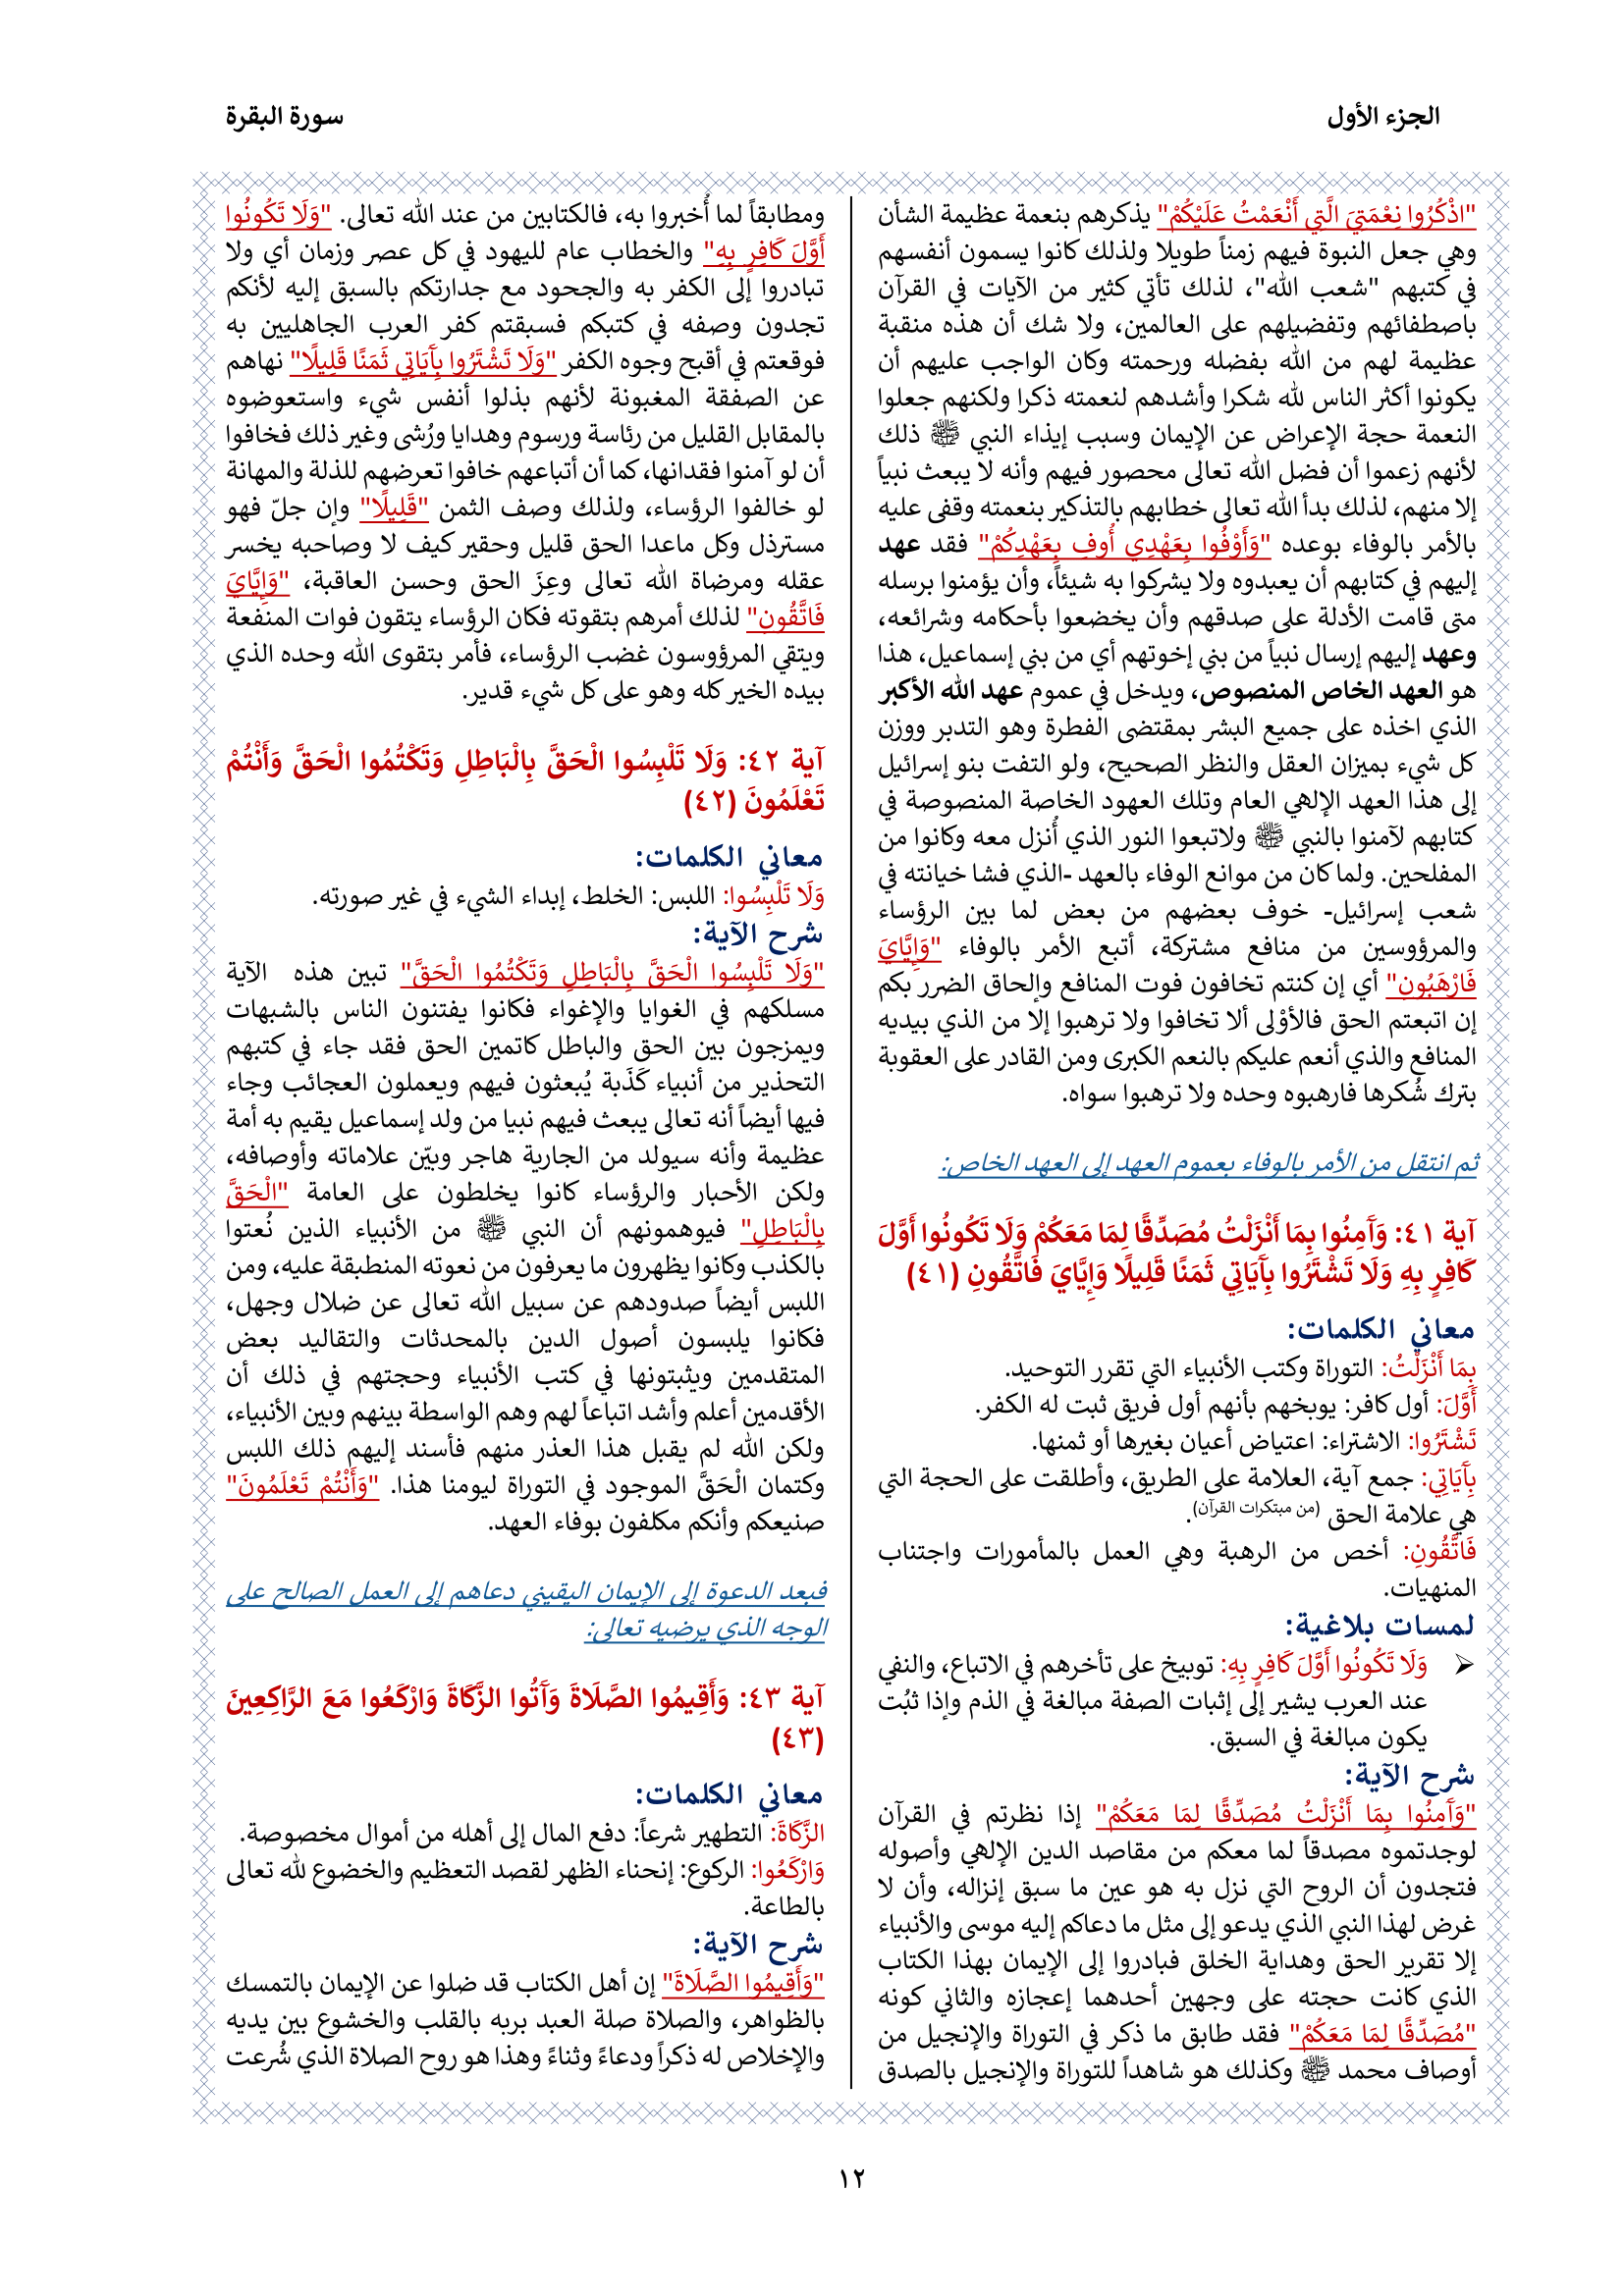 الجزء الأول
سورة البقرة
"اذْكُرُوا نِعْمَتِيَ الَّتِي أَنْعَمْتُ عَلَيْكُمْ" يذكرهم بنعمة عظيمة الشأن
وهي جعل النبوة فيهم زمناً طويلا ولذلك كانوا يسمون أنفسهم
في كتبهم "شعب الله"، لذلك تأتي كثير من الآيات في القرآن
باصطفائهم وتفضيلهم على العالمين، ولا شك أن هذه منقبة
عظيمة لهم من الله بفضله ورحمته وكان الواجب عليهم أن
يكونوا أكثر الناس لله شكرا وأشدهم لنعمته ذكرا ولكنهم جعلوا
النعمة حجة الإعراض عن الإيمان وسبب إيذاء النبي ﷺ ذلك
لأنهم زعموا أن فضل الله تعالى محصور فيهم وأنه لا يبعث نبياً
إلا منهم، لذلك بدأ الله تعالى خطابهم بالتذكير بنعمته وقفى عليه
بالأمر بالوفاء بوعده "وَأَوْفُوا بِعَهْدِي أُوفِ بِعَهْدِكُمْ" فقد عهد
إليهم في كتابهم أن يعبدوه ولا يشركوا به شيئاً، وأن يؤمنوا برسله
متى قامت الأدلة على صدقهم وأن يخضعوا بأحكامه وشرائعه،
وعهد إليهم إرسال نبياً من بني إخوتهم أي من بني إسماعيل، هذا
هو العهد الخاص المنصوص، ويدخل في عموم عهد الله الأكبر
الذي اخذه على جميع البشر بمقتضى الفطرة وهو التدبر ووزن
كل شيء بميزان العقل والنظر الصحيح، ولو التفت بنو إسرائيل
إلى هذا العهد الإلهي العام وتلك العهود الخاصة المنصوصة في
كتابهم لآمنوا بالنبي ﷺ ولاتبعوا النور الذي أُنزل معه وكانوا من
المفلحين. ولما كان من موانع الوفاء بالعهد -الذي فشا خيانته في
شعب إسرائيل- خوف بعضهم من بعض لما بين الرؤساء
والمرؤوسين من منافع مشتركة، أتبع الأمر بالوفاء "وَإِيَّايَ
فَارْهَبُونِ" أي إن كنتم تخافون فوت المنافع وإلحاق الضرر بكم
إن اتبعتم الحق فالأوْلى ألا تخافوا ولا ترهبوا إلا من الذي بيديه
المنافع والذي أنعم عليكم بالنعم الكبرى ومن القادر على العقوبة
بترك شُكرها فارهبوه وحده ولا ترهبوا سواه.
ثم انتقل من الأمر بالوفاء بعموم العهد إلى العهد الخاص:
آية ٤١: وَآَمِنُوا بِمَا أَنْزَلْتُ مُصَدِّقًا لِمَا مَعَكُمْ وَلَا تَكُونُوا أَوَّلَ
كَافِرٍ بِهِ وَلَا تَشْتَرُوا بِآَيَاتِي ثَمَنًا قَلِيلًا وَإِيَّايَ فَاتَّقُونِ (٤١)
معاني الكلمات:
بِمَا أَنْزَلْتُ: التوراة وكتب الأنبياء التي تقرر التوحيد.
أَوَّلَ: أول كافر: يوبخهم بأنهم أول فريق ثبت له الكفر.
تَشْتَرُوا: الاشتراء: اعتياض أعيان بغيرها أو ثمنها.
بِآَيَاتِي: جمع آية، العلامة على الطريق، وأطلقت على الحجة التي
هي علامة الحق (من مبتكرات القرآن).
فَاتَّقُونِ: أخص من الرهبة وهي العمل بالمأمورات واجتناب
المنهيات.
لمسات بلاغية:
➢ وَلَا تَكُونُوا أَوَّلَ كَافِرٍ بِهِ: توبيخ على تأخرهم في الاتباع، والنفي
عند العرب يشير إلى إثبات الصفة مبالغة في الذم وإذا ثبُت
يكون مبالغة في السبق.
شرح الآية:
"وَآَمِنُوا بِمَا أَنْزَلْتُ مُصَدِّقًا لِمَا مَعَكُمْ" إذا نظرتم في القرآن
لوجدتموه مصدقاً لما معكم من مقاصد الدين الإلهي وأصوله
فتجدون أن الروح التي نزل به هو عين ما سبق إنزاله، وأن لا
غرض لهذا النبي الذي يدعو إلى مثل ما دعاكم إليه موسى والأنبياء
إلا تقرير الحق وهداية الخلق فبادروا إلى الإيمان بهذا الكتاب
الذي كانت حجته على وجهين أحدهما إعجازه والثاني كونه
"مُصَدِّقًا لِمَا مَعَكُمْ" فقد طابق ما ذكر في التوراة والإنجيل من
أوصاف محمد ﷺ وكذلك هو شاهداً للتوراة والإنجيل بالصدق
ومطابقاً لما أُخبروا به، فالكتابين من عند الله تعالى. "وَلَا تَكُونُوا
أَوَّلَ كَافِرٍ بِهِ" والخطاب عام لليهود في كل عصر وزمان أي ولا
تبادروا إلى الكفر به والجحود مع جدارتكم بالسبق إليه لأنكم
تجدون وصفه في كتبكم فسبقتم كفر العرب الجاهليين به
فوقعتم في أقبح وجوه الكفر "وَلَا تَشْتَرُوا بِآَيَاتِي ثَمَنًا قَلِيلًا" نهاهم
عن الصفقة المغبونة لأنهم بذلوا أنفس شيء واستعوضوه
بالمقابل القليل من رئاسة ورسوم وهدايا ورُشى وغير ذلك فخافوا
أن لو آمنوا فقدانها، كما أن أتباعهم خافوا تعرضهم للذلة والمهانة
لو خالفوا الرؤساء، ولذلك وصف الثمن "قَلِيلًا" وإن جلّ فهو
مسترذل وكل ماعدا الحق قليل وحقير كيف لا وصاحبه يخسر
عقله ومرضاة الله تعالى وعِزَ الحق وحسن العاقبة، "وَإِيَّايَ
فَاتَّقُونِ" لذلك أمرهم بتقوته فكان الرؤساء يتقون فوات المنفعة
ويتقي المرؤوسون غضب الرؤساء، فأمر بتقوى الله وحده الذي
بيده الخير كله وهو على كل شيء قدير.
آية ٤٢: وَلَا تَلْبِسُوا الْحَقَّ بِالْبَاطِلِ وَتَكْتُمُوا الْحَقَّ وَأَنْتُمْ
تَعْلَمُونَ (٤٢)
معاني الكلمات:
وَلَا تَلْبِسُوا: اللبس: الخلط، إبداء الشيء في غير صورته.
شرح الآية:
"وَلَا تَلْبِسُوا الْحَقَّ بِالْبَاطِلِ وَتَكْتُمُوا الْحَقَّ" تبين هذه الآية
مسلكهم في الغوايا والإغواء فكانوا يفتنون الناس بالشبهات
ويمزجون بين الحق والباطل كاتمين الحق فقد جاء في كتبهم
التحذير من أنبياء كَذَبة يُبعثون فيهم ويعملون العجائب وجاء
فيها أيضاً أنه تعالى يبعث فيهم نبيا من ولد إسماعيل يقيم به أمة
عظيمة وأنه سيولد من الجارية هاجر وبيّن علاماته وأوصافه،
ولكن الأحبار والرؤساء كانوا يخلطون على العامة "الْحَقَّ
بِالْبَاطِلِ" فيوهمونهم أن النبي ﷺ من الأنبياء الذين نُعتوا
بالكذب وكانوا يظهرون ما يعرفون من نعوته المنطبقة عليه، ومن
اللبس أيضاً صدودهم عن سبيل الله تعالى عن ضلال وجهل،
فكانوا يلبسون أصول الدين بالمحدثات والتقاليد بعض
المتقدمين ويثبتونها في كتب الأنبياء وحجتهم في ذلك أن
الأقدمين أعلم وأشد اتباعاً لهم وهم الواسطة بينهم وبين الأنبياء،
ولكن الله لم يقبل هذا العذر منهم فأسند إليهم ذلك اللبس
وكتمان الْحَقَّ الموجود في التوراة ليومنا هذا. "وَأَنْتُمْ تَعْلَمُونَ"
صنيعكم وأنكم مكلفون بوفاء العهد.
فبعد الدعوة إلى الإيمان اليقيني دعاهم إلى العمل الصالح على
الوجه الذي يرضيه تعالى:
آية ٤٣: وَأَقِيمُوا الصَّلَاةَ وَآَتُوا الزَّكَاةَ وَارْكَعُوا مَعَ الرَّاكِعِينَ
(٤٣)
معاني الكلمات:
الزَّكَاةَ: التطهير شرعاً: دفع المال إلى أهله من أموال مخصوصة.
وَارْكَعُوا: الركوع: إنحناء الظهر لقصد التعظيم والخضوع لله تعالى
بالطاعة.
شرح الآية:
"وَأَقِيمُوا الصَّلَاةَ" إن أهل الكتاب قد ضلوا عن الإيمان بالتمسك
بالظواهر، والصلاة صلة العبد بربه بالقلب والخشوع بين يديه
والإخلاص له ذكراً ودعاءً وثناءً وهذا هو روح الصلاة الذي شُرعت
١٢